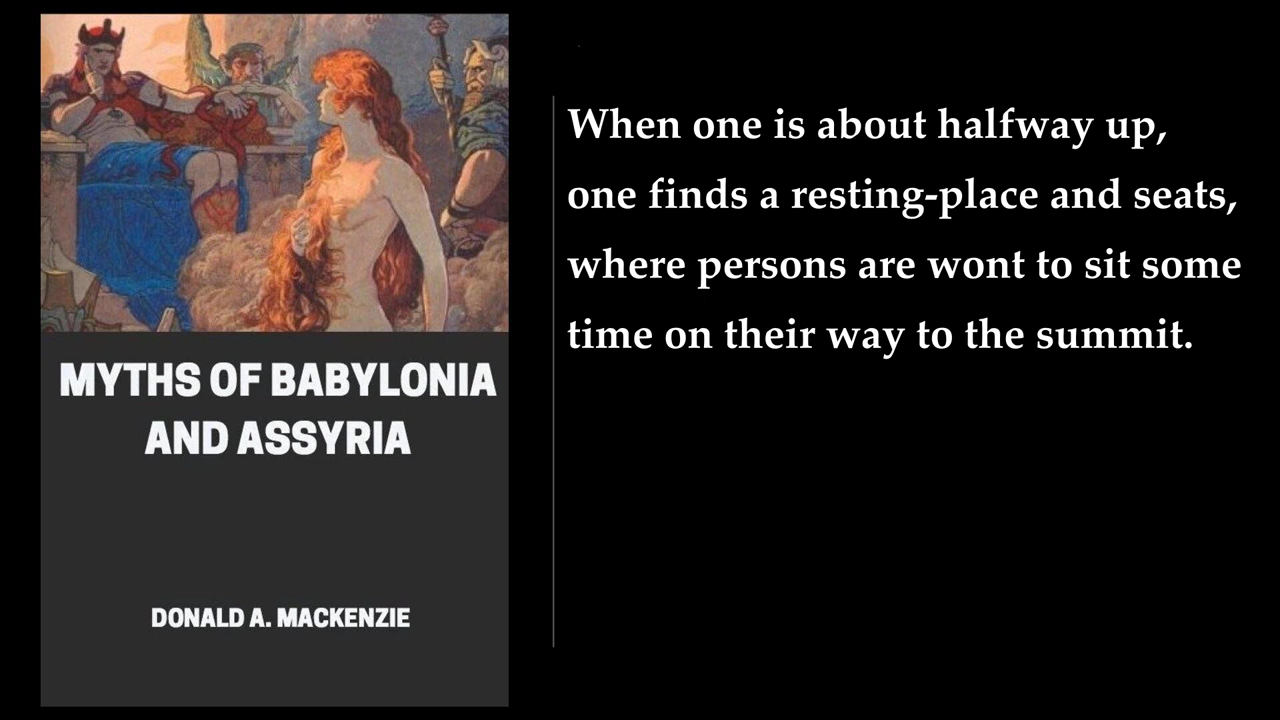 MYTHS OF BABYLONIA
AND ASSYRIA
DONALD A. MACKENZIE
When one is about halfway up,
one finds a resting-place and seats,
where persons are wont to sit some
time on their way to the summit.